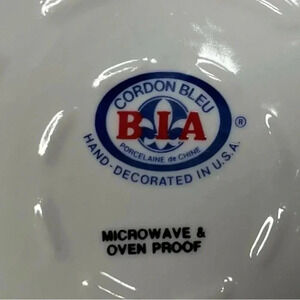 CORDON BLEU
BIA
PORCELAINE de CHINE
HAND-DECORATED IN U.S.A.
®
MICROWAVE &
OVEN PROOF